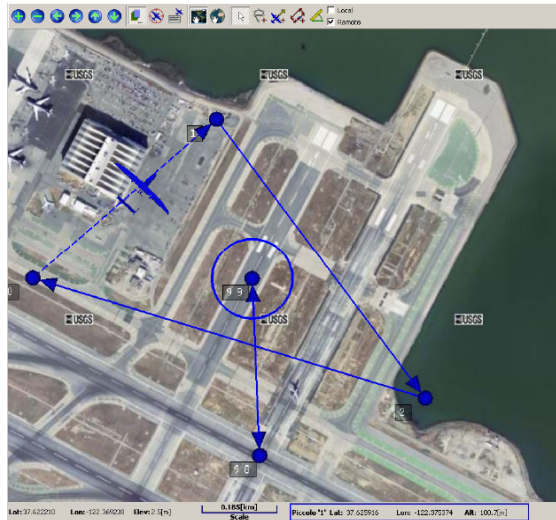 Local
Remote
USGS
USGS
USGS
1
0
99
USGS
USGS
USGS
2
98
Lat: 37.622210 Lon: -122.369230 Elev: 2.5[m]
0.185[km]
Scale
Piccolo "1" Lat: 37.625916 Lon: -122.375374 Alt: 100.7[m]